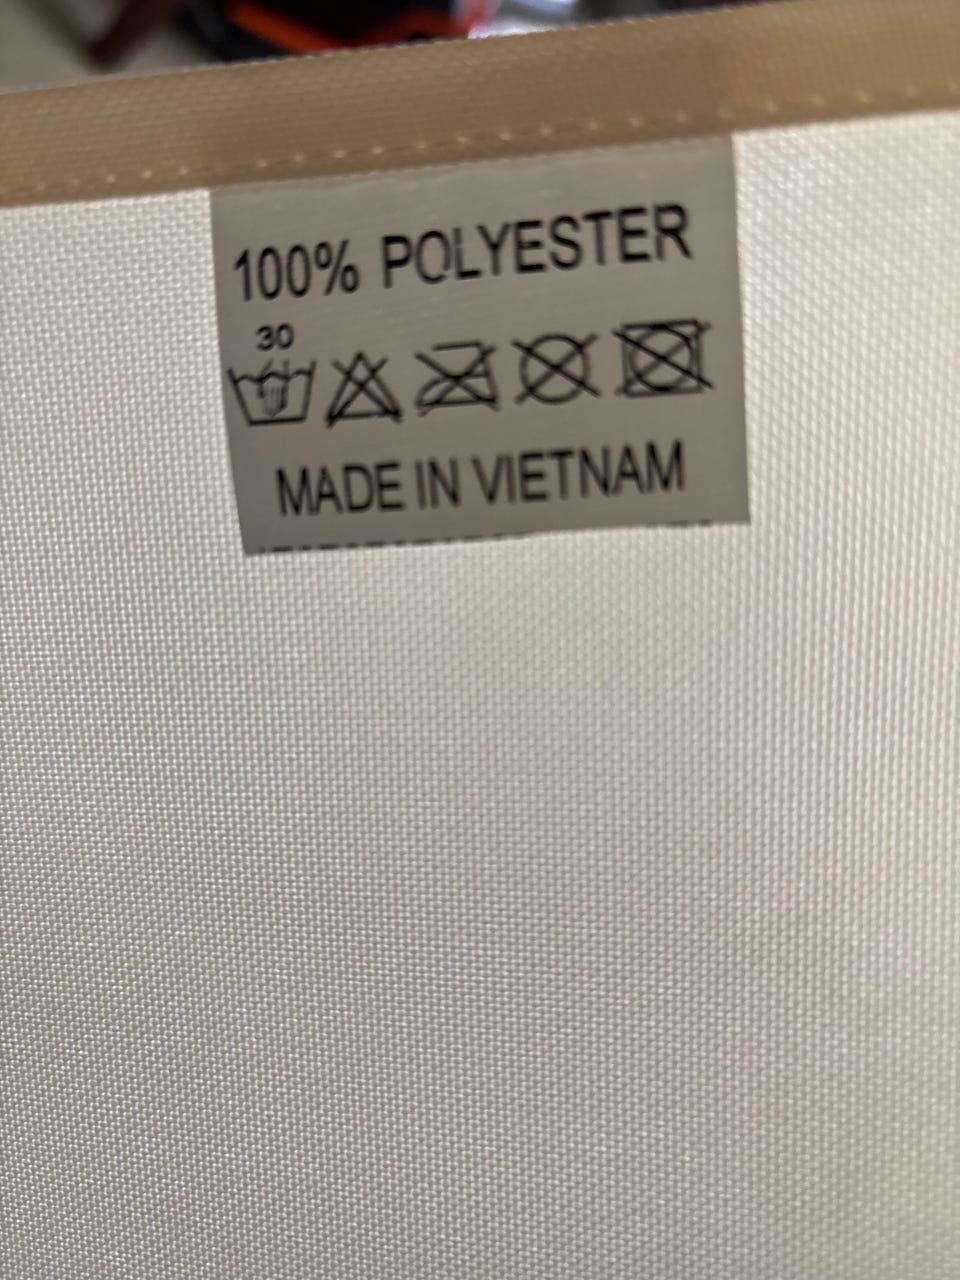 100% POLYESTER
30
MADE IN VIETNAM